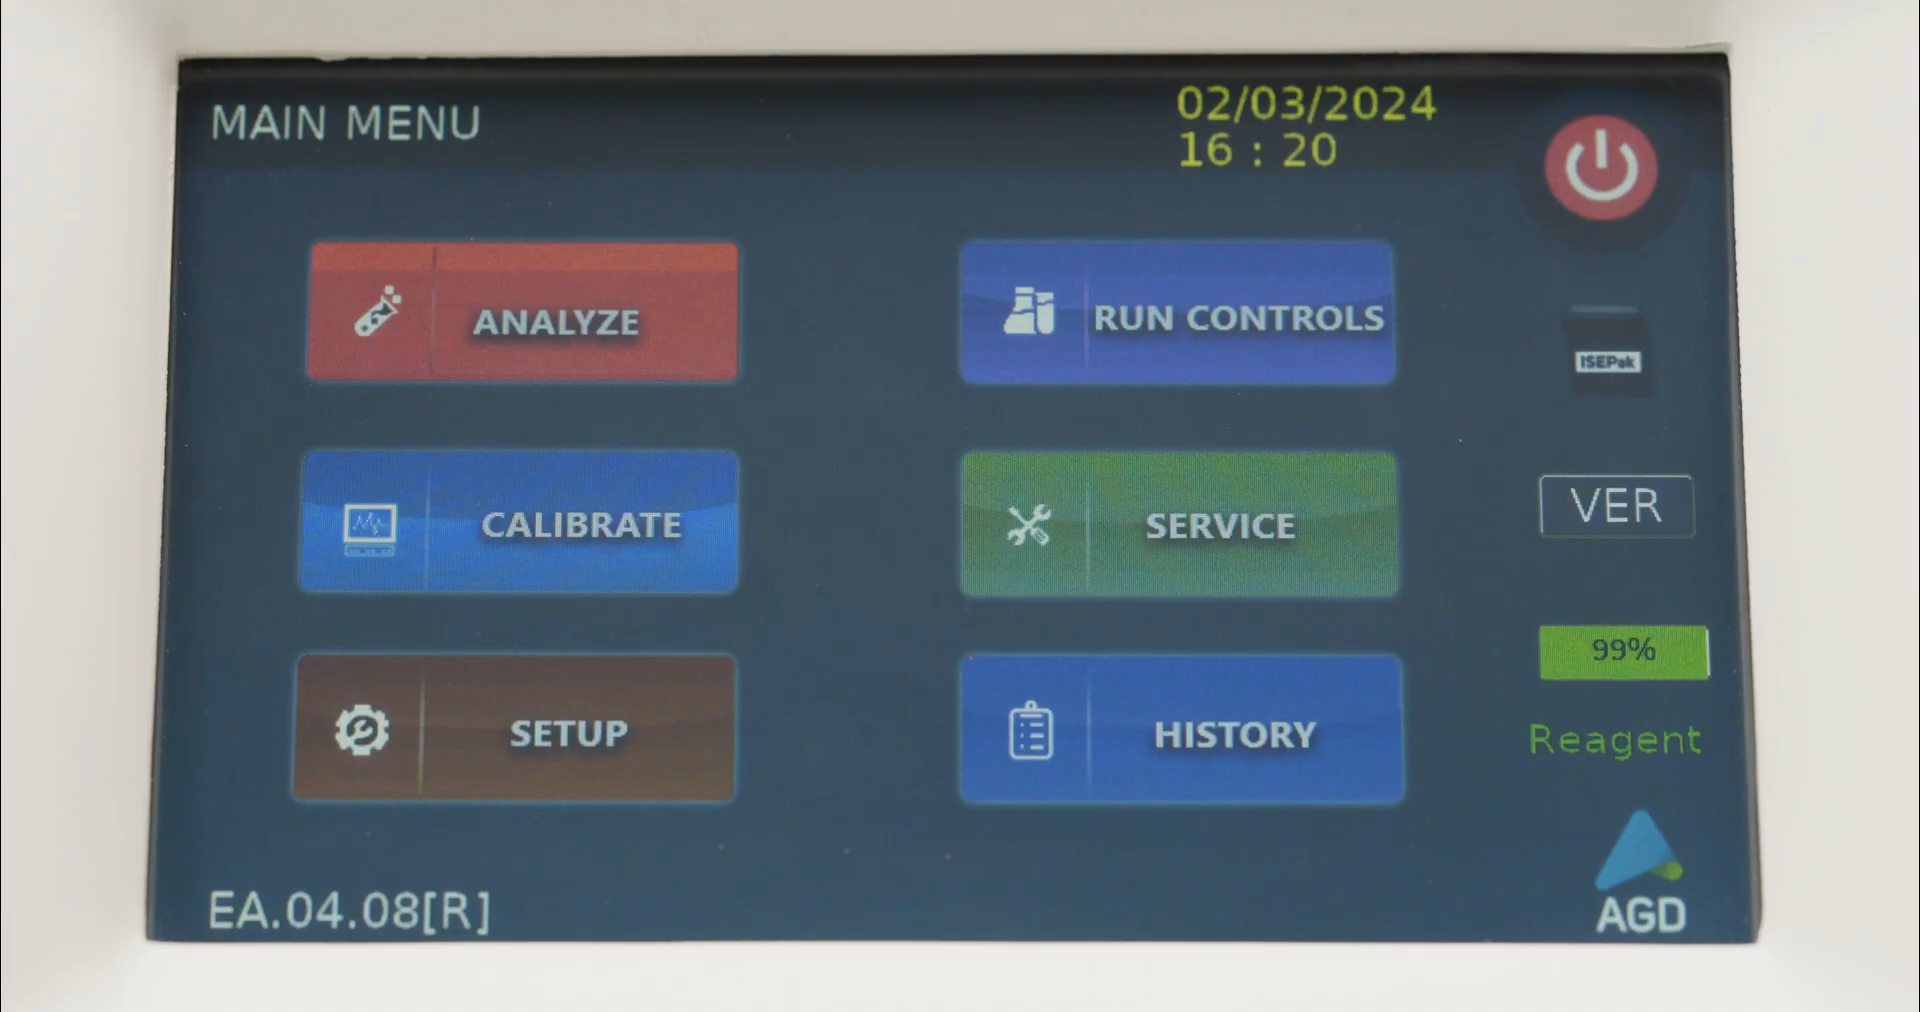 MAIN MENU
02/03/2024
16 : 20
ANALYZE
RUN CONTROLS
ISEPak
CALIBRATE
SERVICE
VER
99%
SETUP
HISTORY
Reagent
EA.04.08[R]
AGD